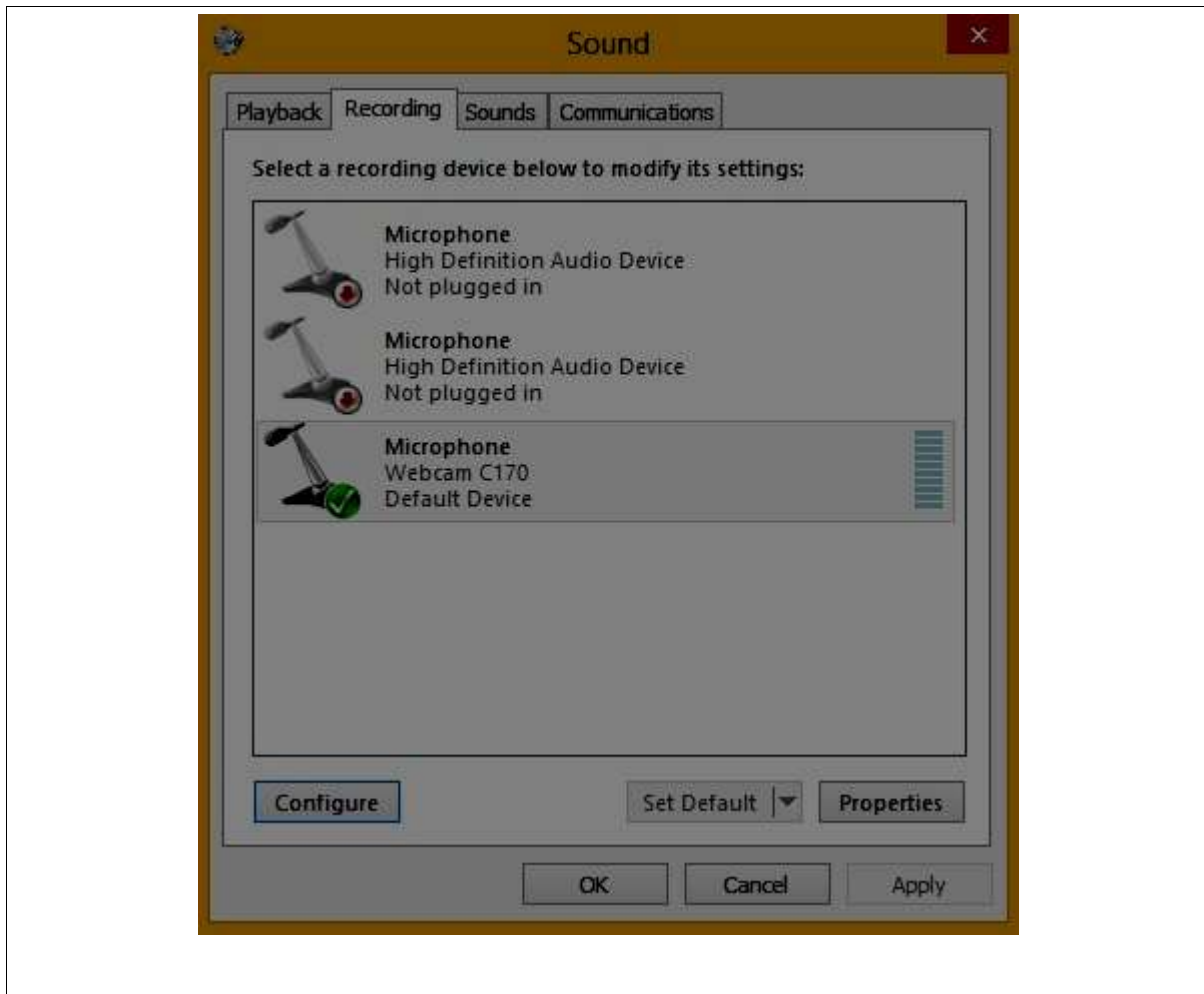 Sound
Playback Recording Sounds Communications
Select a recording device below to modify its settings:
Microphone
High Definition Audio Device
Not plugged in
Microphone
High Definition Audio Device
Not plugged in
Microphone
Webcam C170
Default Device
Configure Set Default Properties
OK Cancel Apply